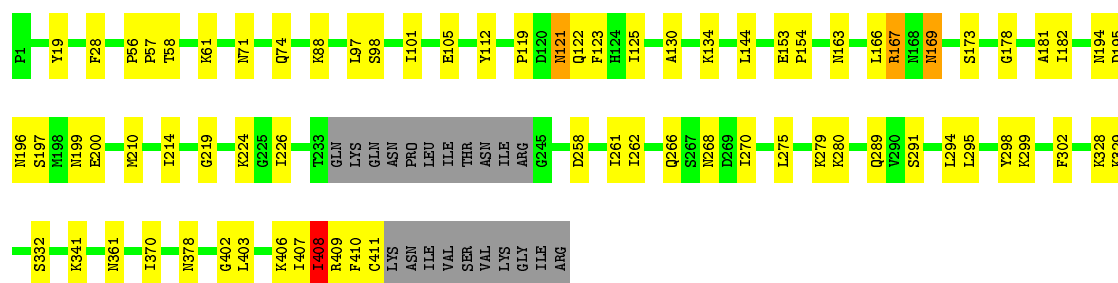 P1 Y19 F28 P56 P57 T58 K61 N71 Q74 K88 L97 S98 I101 E105 Y112 P119 D120 N121 Q122 F123 H124 I125 A130 K134 L144 E153 P154 N163 L166 R167 N168 N169 S173 G178 A181 I182 N194 D195
N196 S197 M198 N199 E200 M210 I214 G219 K224 G225 I226 T233 GLN LYS GLN ASN PRO LEU ILE THR ASN ILE ARG G245 D258 I261 I262 Q266 S267 N268 D269 I270 L275 K279 K280 Q289 V290 S291 L294 L295 Y298 K299 F302 K328 K329
S332 K341 N361 I370 N378 G402 L403 K406 I407 I408 R409 F410 C411 LYS ASN ILE VAL SER VAL LYS GLY ILE ARG